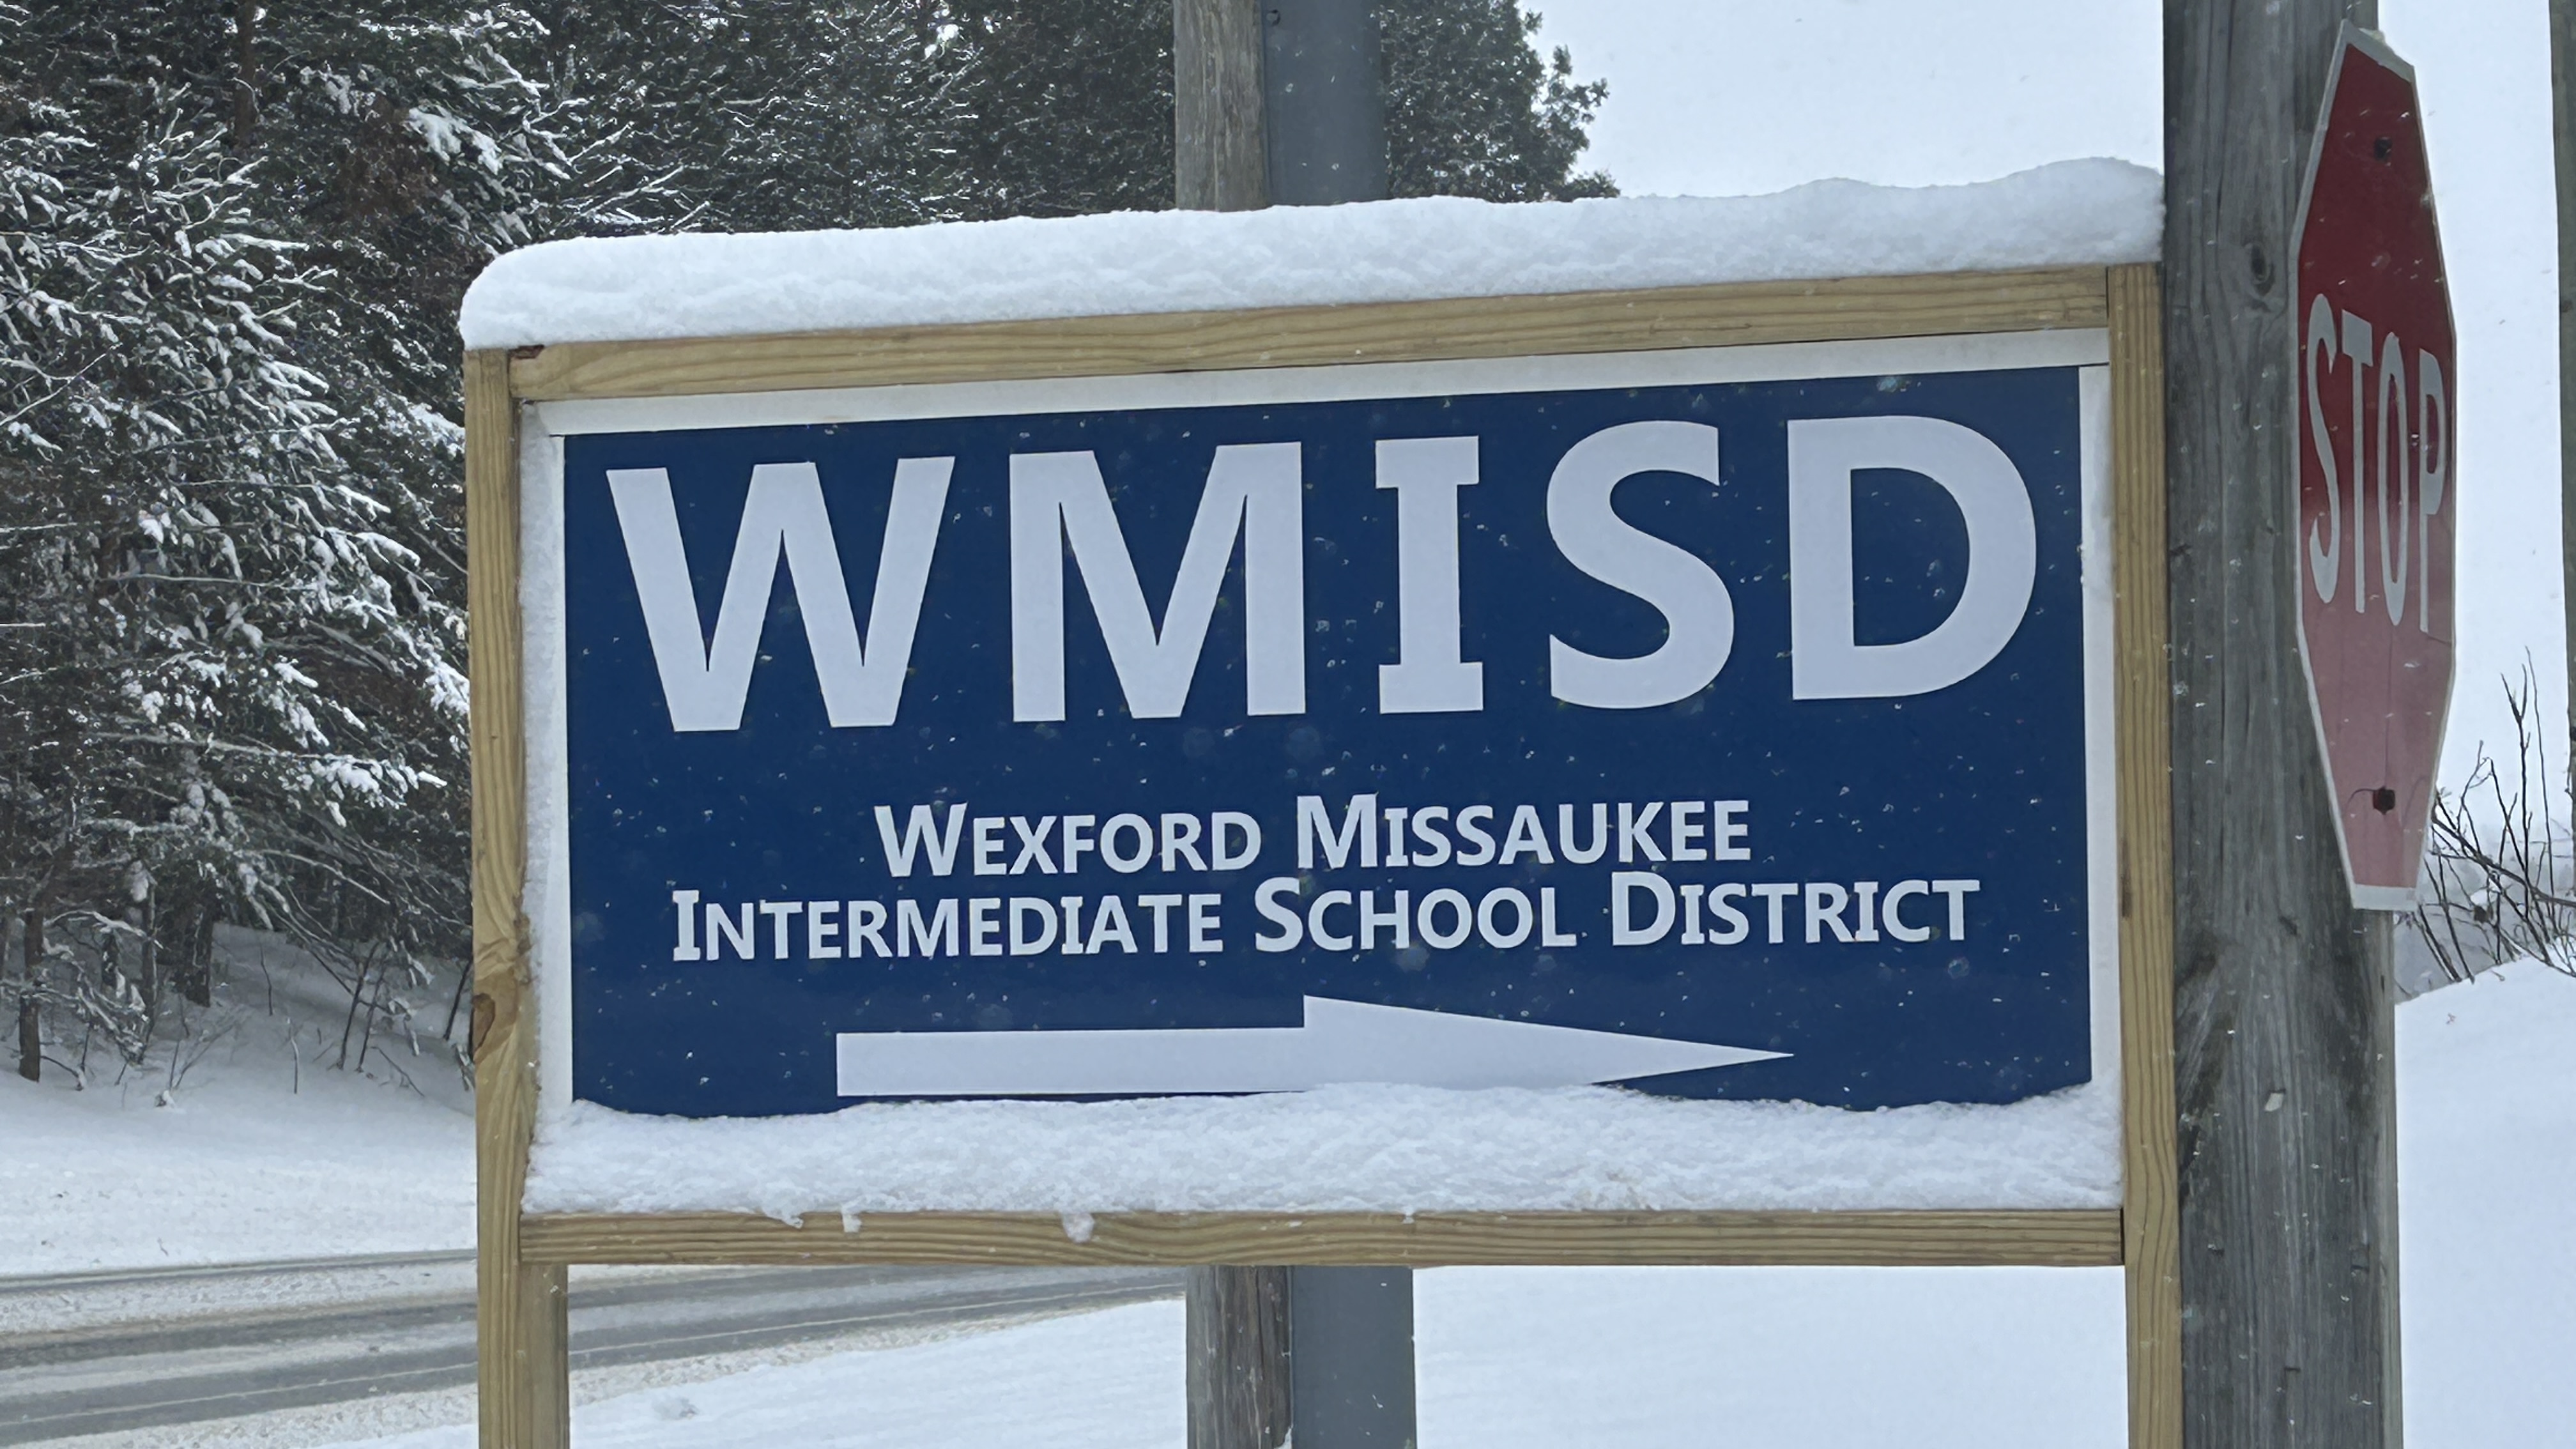 WMISD
WEXFORD MISSAUKEE
INTERMEDIATE SCHOOL DISTRICT
STOP